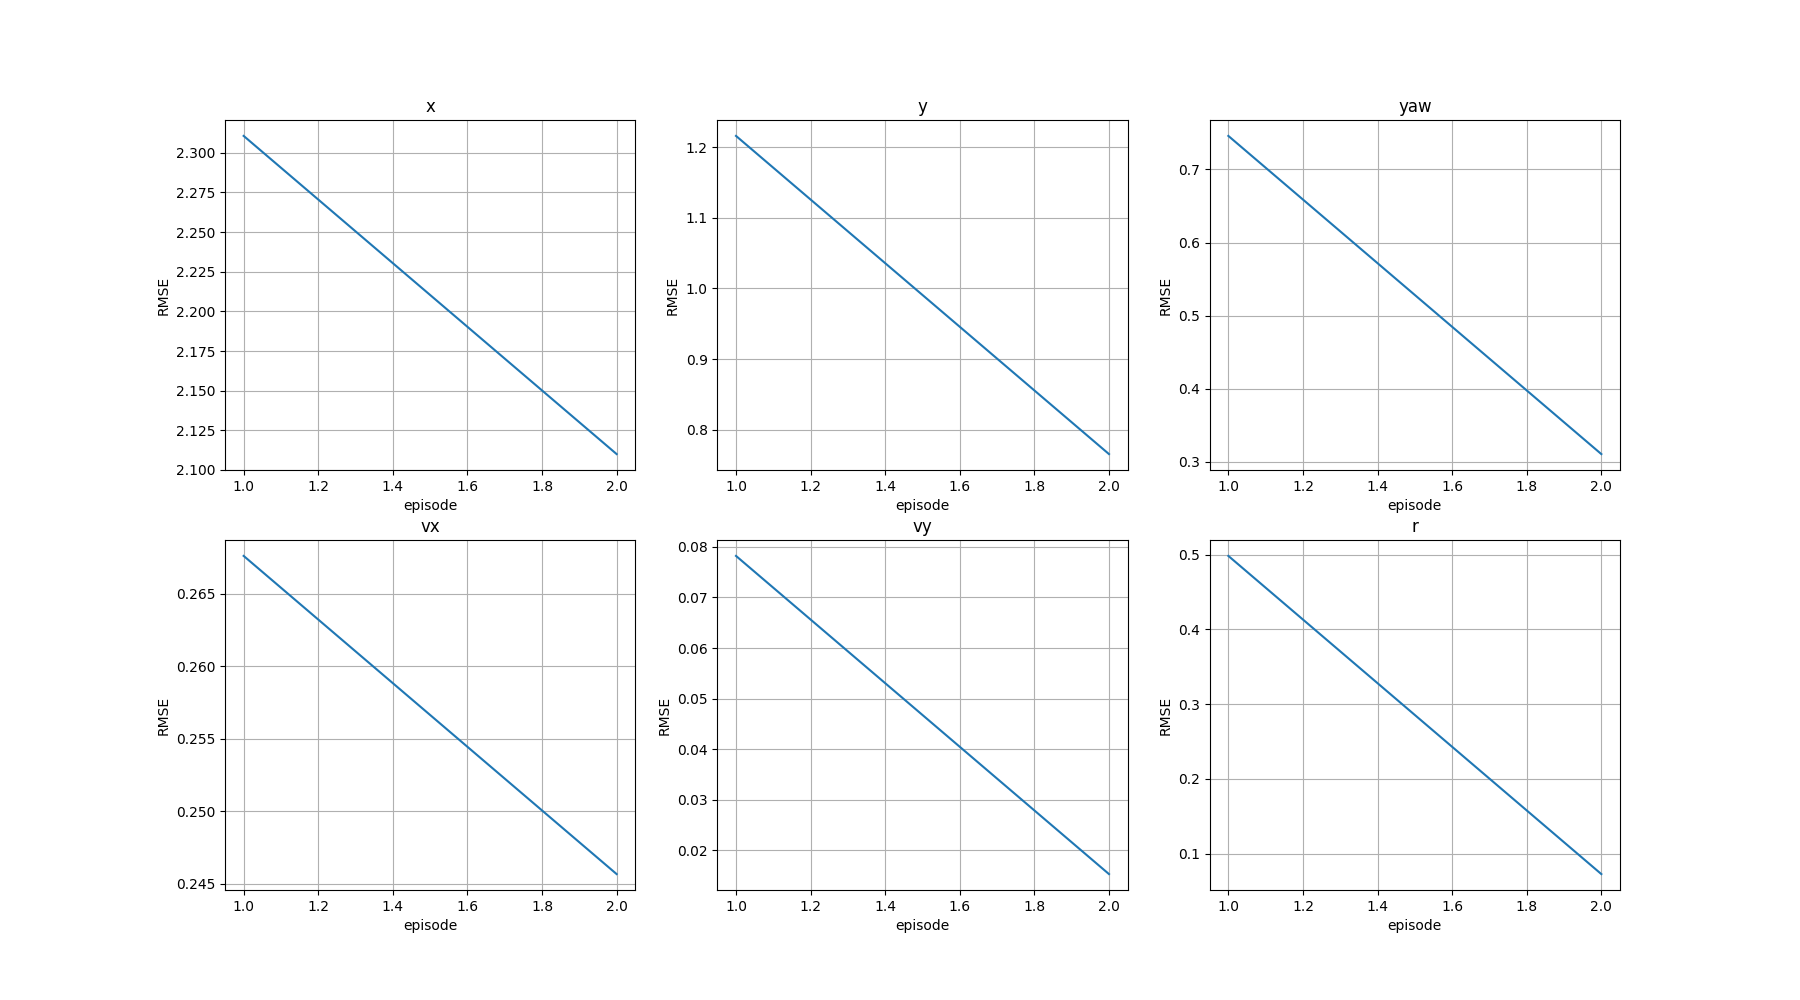 x
2.300
2.275
2.250
2.225
2.200
2.175
2.150
2.125
2.100
RMSE
1.0 1.2 1.4 1.6 1.8 2.0
episode
y
1.2
1.1
1.0
0.9
0.8
RMSE
1.0 1.2 1.4 1.6 1.8 2.0
episode
yaw
0.7
0.6
0.5
0.4
0.3
RMSE
1.0 1.2 1.4 1.6 1.8 2.0
episode
vx
0.265
0.260
0.255
0.250
0.245
RMSE
1.0 1.2 1.4 1.6 1.8 2.0
episode
vy
0.08
0.07
0.06
0.05
0.04
0.03
0.02
RMSE
1.0 1.2 1.4 1.6 1.8 2.0
episode
r
0.5
0.4
0.3
0.2
0.1
RMSE
1.0 1.2 1.4 1.6 1.8 2.0
episode